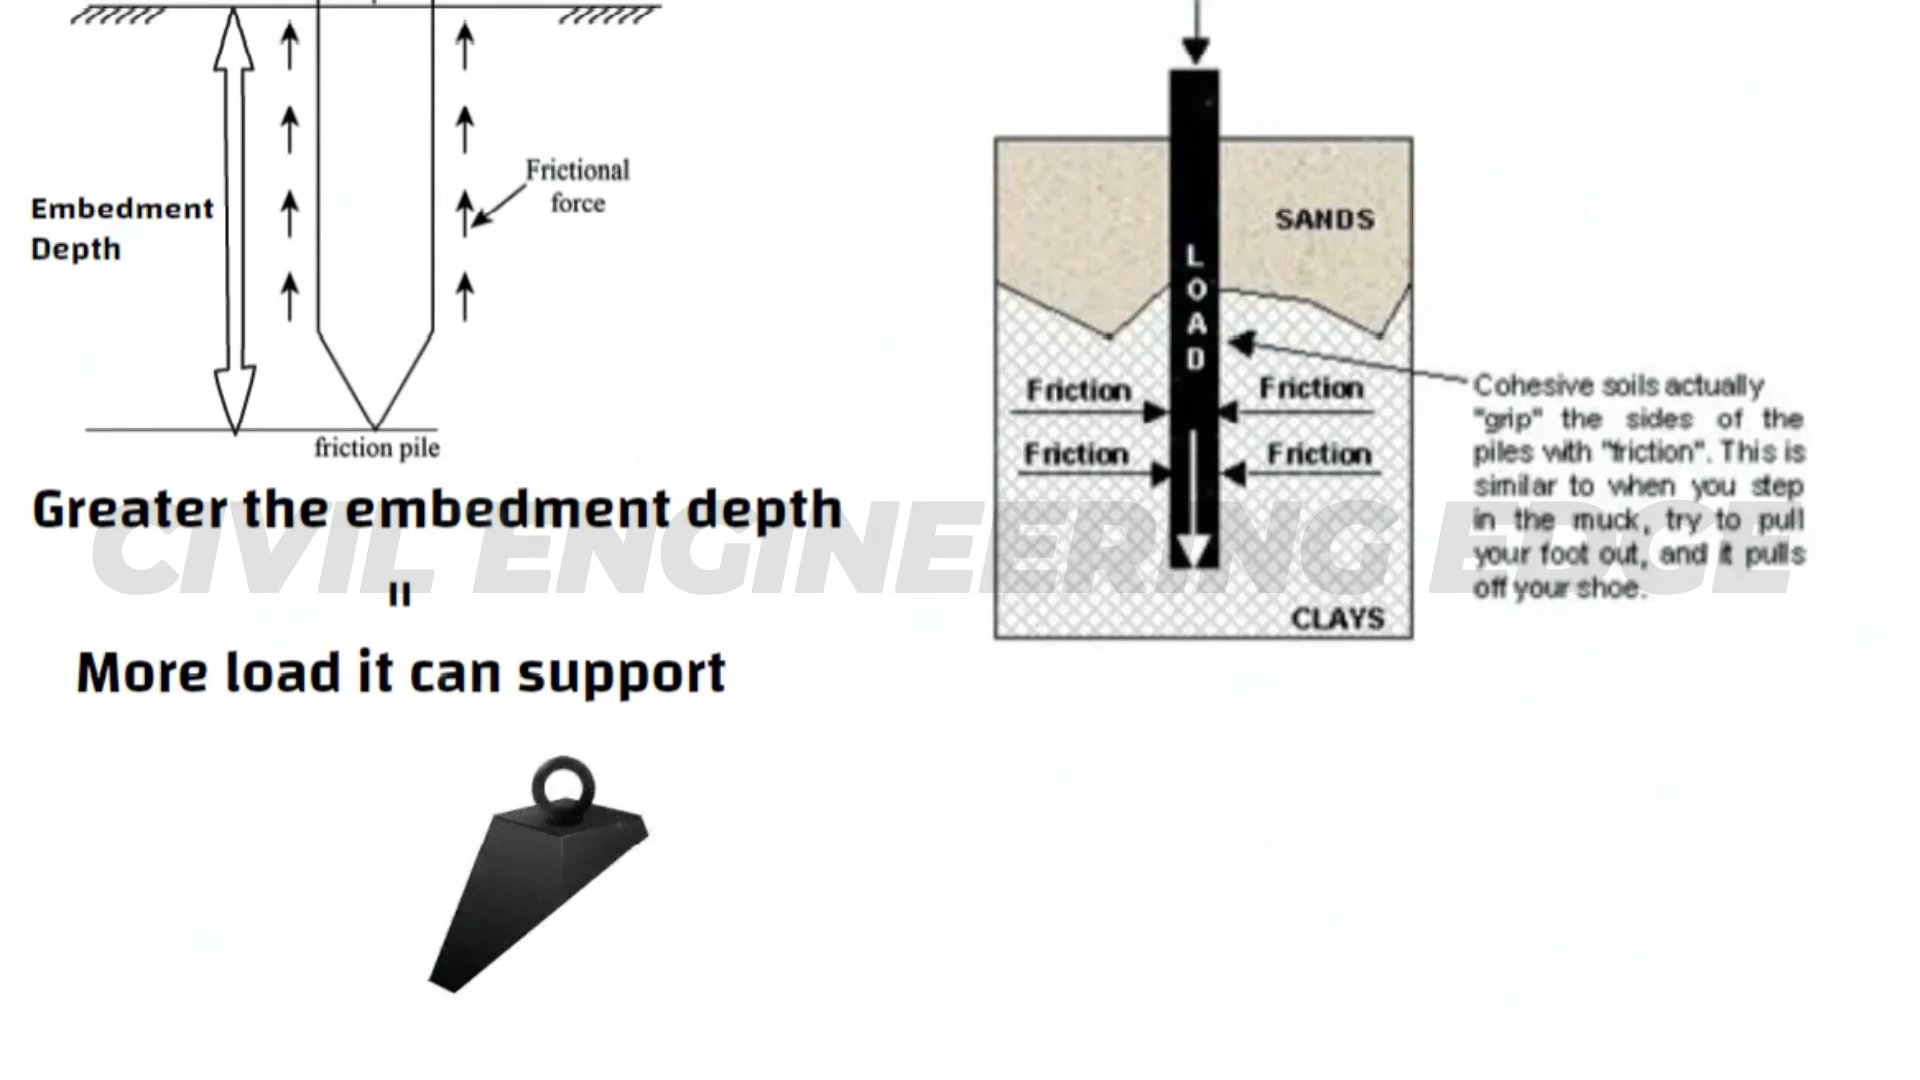 Embedment
Depth
Frictional
force
friction pile
Greater the embedment depth
=
More load it can support
SANDS
LOAD
Friction
Friction
Friction
Friction
CLAYS
Cohesive soils actually
"grip" the sides of the
piles with "friction". This is
similar to when you step
in the muck, try to pull
your foot out, and it pulls
off your shoe.
CIVIL ENGINEERING EDGE